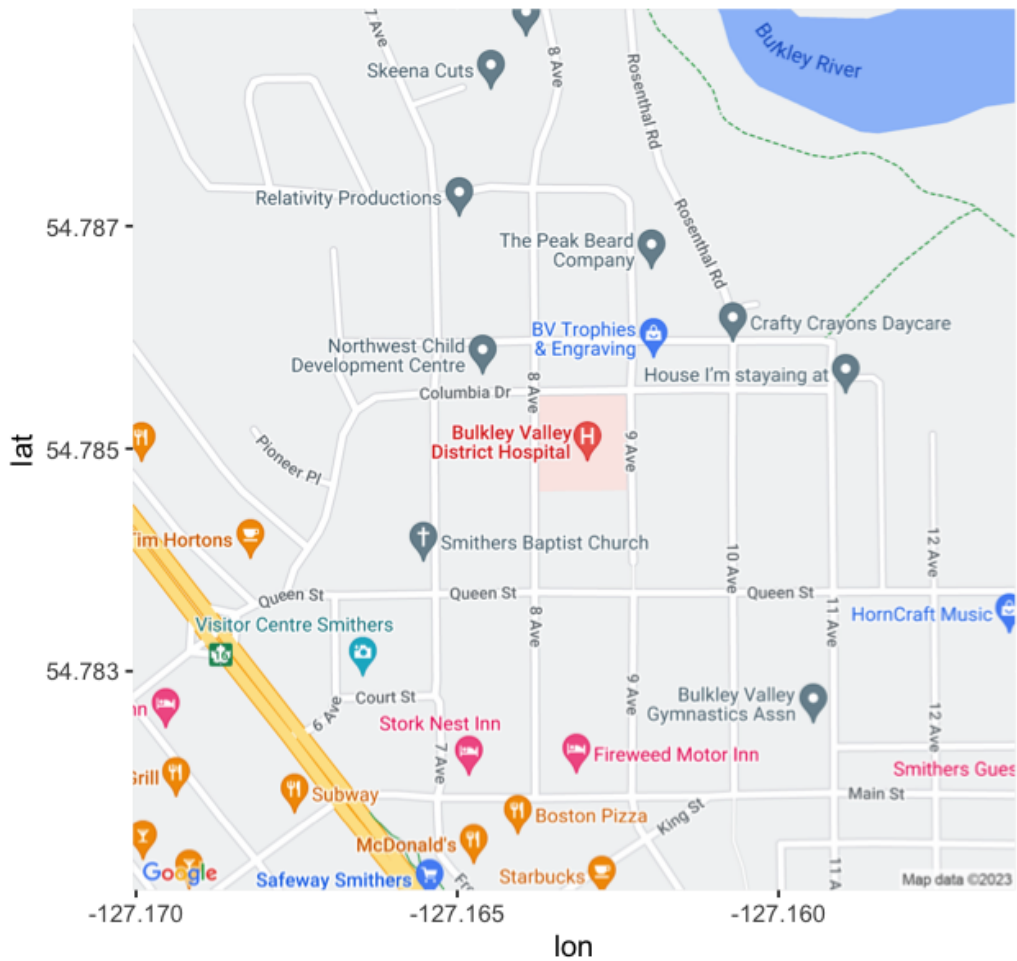 7 Ave
8 Ave
Bulkley River
Skeena Cuts
Rosenthal Rd
Relativity Productions
54.787
Rosenthal Rd
The Peak Beard
Company
BV Trophies
& Engraving
Crafty Crayons Daycare
Northwest Child
Development Centre
House I'm stayaing at
8 Ave
Columbia Dr
Bulkley Valley
District Hospital
H
9 Ave
lat
54.785
Pioneer Pl
Tim Hortons
Smithers Baptist Church
10 Ave
12 Ave
Queen St
Queen St
Queen St
8 Ave
11 Ave
HornCraft Music
Visitor Centre Smithers
16
54.783
nn
6 Ave
Court St
9 Ave
Bulkley Valley
Gymnastics Assn
Stork Nest Inn
7 Ave
Fireweed Motor Inn
12 Ave
Smithers Gues
Grill
Subway
Main St
Boston Pizza
King St
McDonald's
Google
Safeway Smithers
Fro
Starbucks
11 A
Map data ©2023
-127.170
-127.165
-127.160
lon